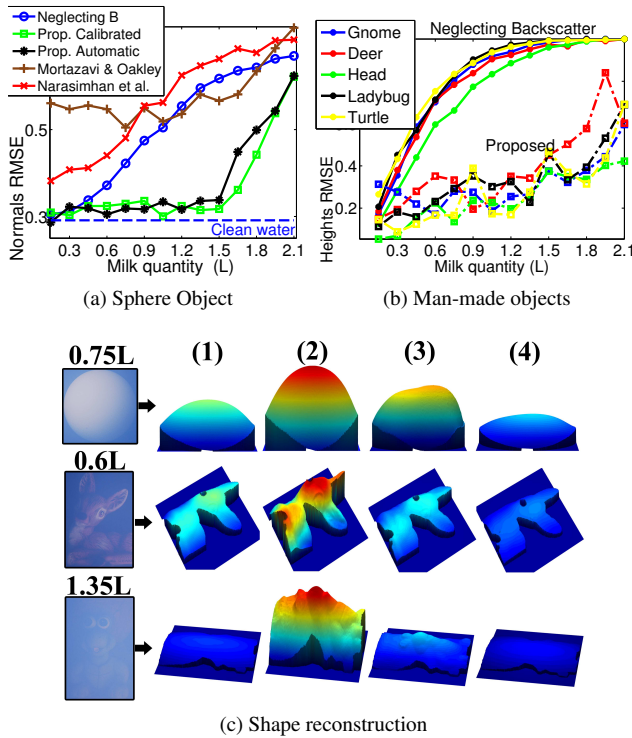 Neglecting B
Prop. Calibrated
Prop. Automatic
Mortazavi & Oakley
Narasimhan et al.
Normals RMSE
0.5
0.3
Clean water
0.3 0.6 0.9 1.2 1.5 1.8 2.1
Milk quantity (L)
(a) Sphere Object
Neglecting Backscatter
Gnome
Deer
Head
Ladybug
Turtle
Proposed
Heights RMSE
0.4
0.2
0.3 0.6 0.9 1.2 1.5 1.8 2.1
Milk quantity (L)
(b) Man-made objects
0.75L
(1) (2) (3) (4)
0.6L
1.35L
(c) Shape reconstruction